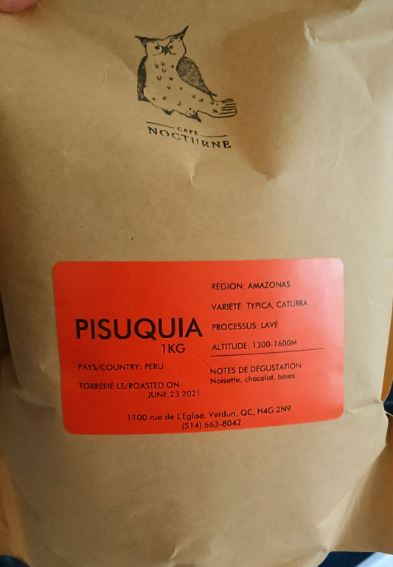 CAFE
NOCTURNE
PISUQUIA
1KG
PAYS/COUNTRY: PERU
TORRÉFIÉ LE/ROASTED ON:
JUNE 23 2021
REGION: AMAZONAS
VARIÉTÉ: TYPICA, CATURRA
PROCESSUS: LAVÉ
ALTITUDE: 1300-1600M
NOTES DE DÉGUSTATION
Noisette, chocolat, baies.
1100 rue de L'Eglise, Verdun, QC, H4G 2N9
(514) 663-8042